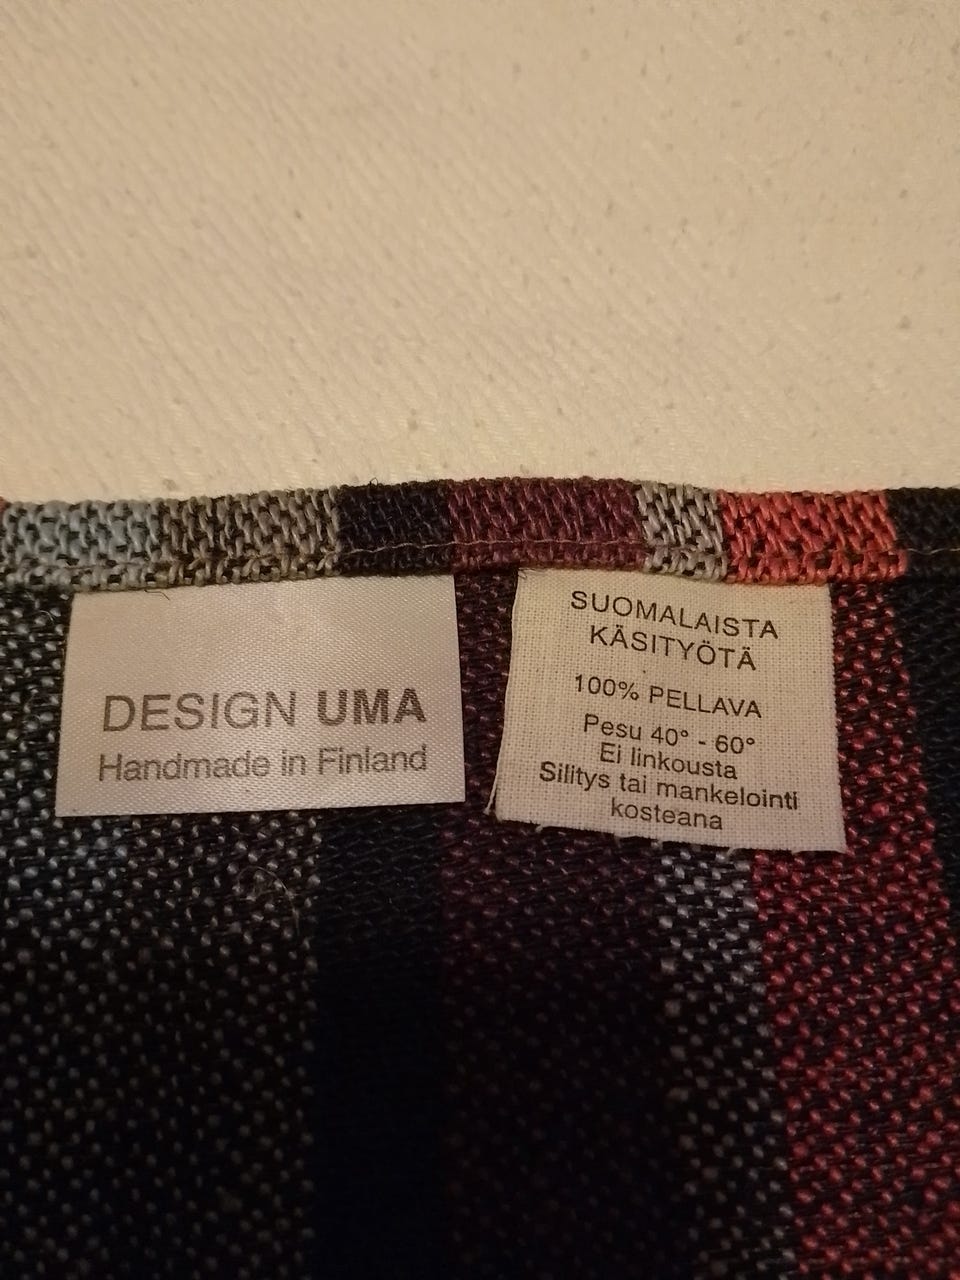 DESIGN UMA
Handmade in Finland
SUOMALAISTA
KÄSITYÖTÄ
100% PELLAVA
Pesu 40° - 60°
Ei linkousta
Silitys tai mankelointi
kosteana